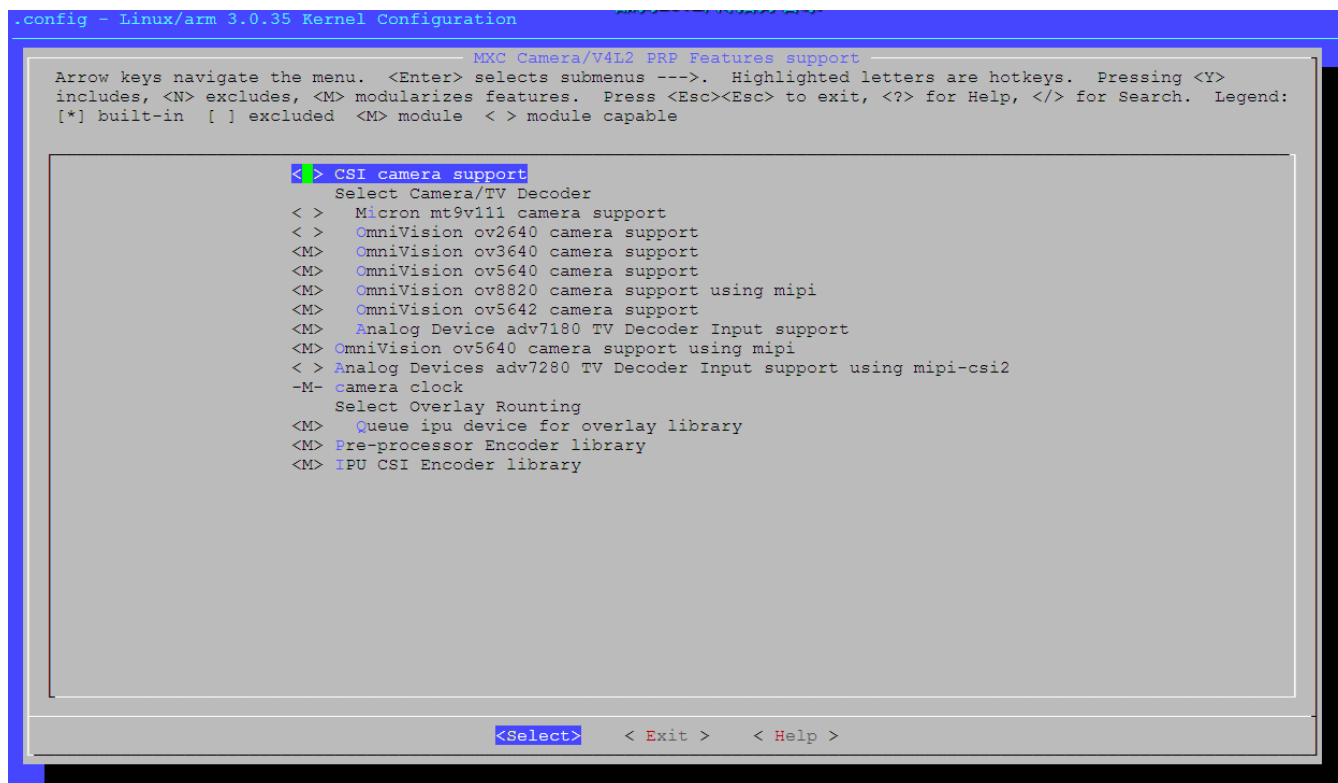 .config - Linux/arm 3.0.35 Kernel Configuration
MXC Camera/V4L2 PRP Features support
Arrow keys navigate the menu.  <Enter> selects submenus --->.  Highlighted letters are hotkeys.  Pressing <Y>
includes, <N> excludes, <M> modularizes features.  Press <Esc><Esc> to exit, <?> for Help, </> for Search.  Legend:
[*] built-in  [ ] excluded  <M> module  < > module capable
< > CSI camera support
Select Camera/TV Decoder
< >   Micron mt9v111 camera support
< >   OmniVision ov2640 camera support
<M>   OmniVision ov3640 camera support
<M>   OmniVision ov5640 camera support
<M>   OmniVision ov8820 camera support using mipi
<M>   OmniVision ov5642 camera support
<M>   Analog Device adv7180 TV Decoder Input support
<M> OmniVision ov5640 camera support using mipi
< > Analog Devices adv7280 TV Decoder Input support using mipi-csi2
-M- camera clock
Select Overlay Rounting
<M>   Queue ipu device for overlay library
<M> Pre-processor Encoder library
<M> IPU CSI Encoder library
<Select>    < Exit >    < Help >